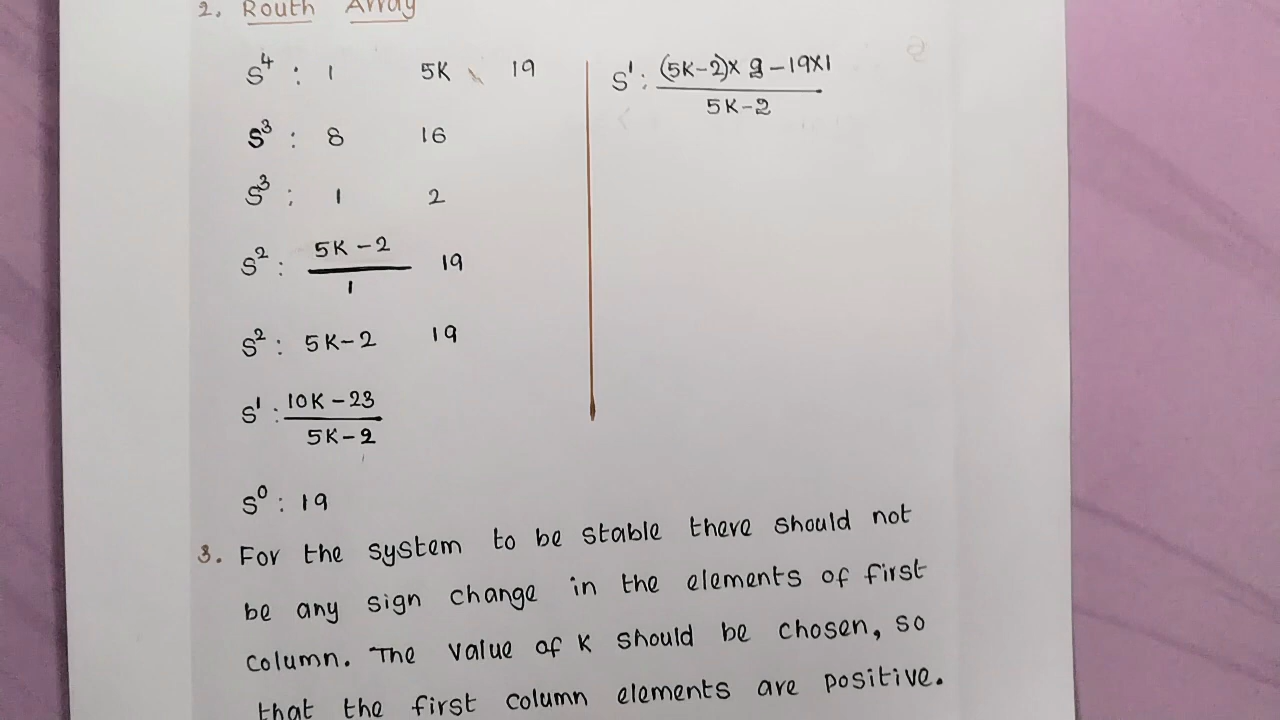 2. Routh Array
S⁴ : 1 5K 19
S³ : 8 16
S³ : 1 2
S² : 5K-2
1
19
S² : 5K-2 19
S¹ : 10K-23
5K-2
S⁰ : 19
S¹ : (5K-2)×2-19×1
5K-2
3. For the system to be stable there should not
be any sign change in the elements of first
column. The value of K should be chosen, so
that the first column elements are positive.